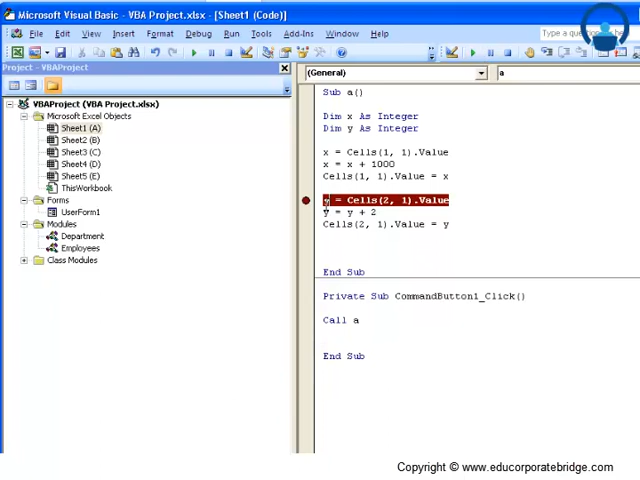 Microsoft Visual Basic - VBA Project.xlsx - [Sheet1 (Code)]
File Edit View Insert Format Debug Run Tools Add-Ins Window Help
Type a question for he
Project - VBAProject
(General)
a
VBAProject (VBA Project.xlsx)
Microsoft Excel Objects
Sheet1 (A)
Sheet2 (B)
Sheet3 (C)
Sheet4 (D)
Sheet5 (E)
ThisWorkbook
Forms
UserForm1
Modules
Department
Employees
Class Modules
Sub a()
Dim x As Integer
Dim y As Integer
x = Cells(1, 1).Value
x = x + 1000
Cells(1, 1).Value = x
y = Cells(2, 1).Value
y = y + 2
Cells(2, 1).Value = y
End Sub
Private Sub CommandButton1_Click()
Call a
End Sub
Copyright © www.educorporatebridge.com/